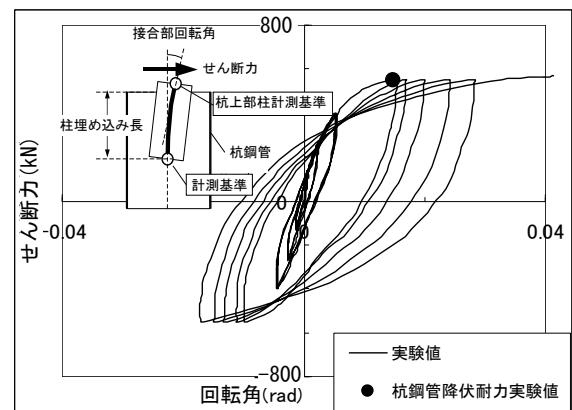 800
接合部回転角
せん断力
杭上部柱計測基準
柱埋め込み長
杭鋼管
計測基準
せん断力(kN)
0
-0.04
0
0.04
-800
回転角(rad)
実験値
杭鋼管降伏耐力実験値